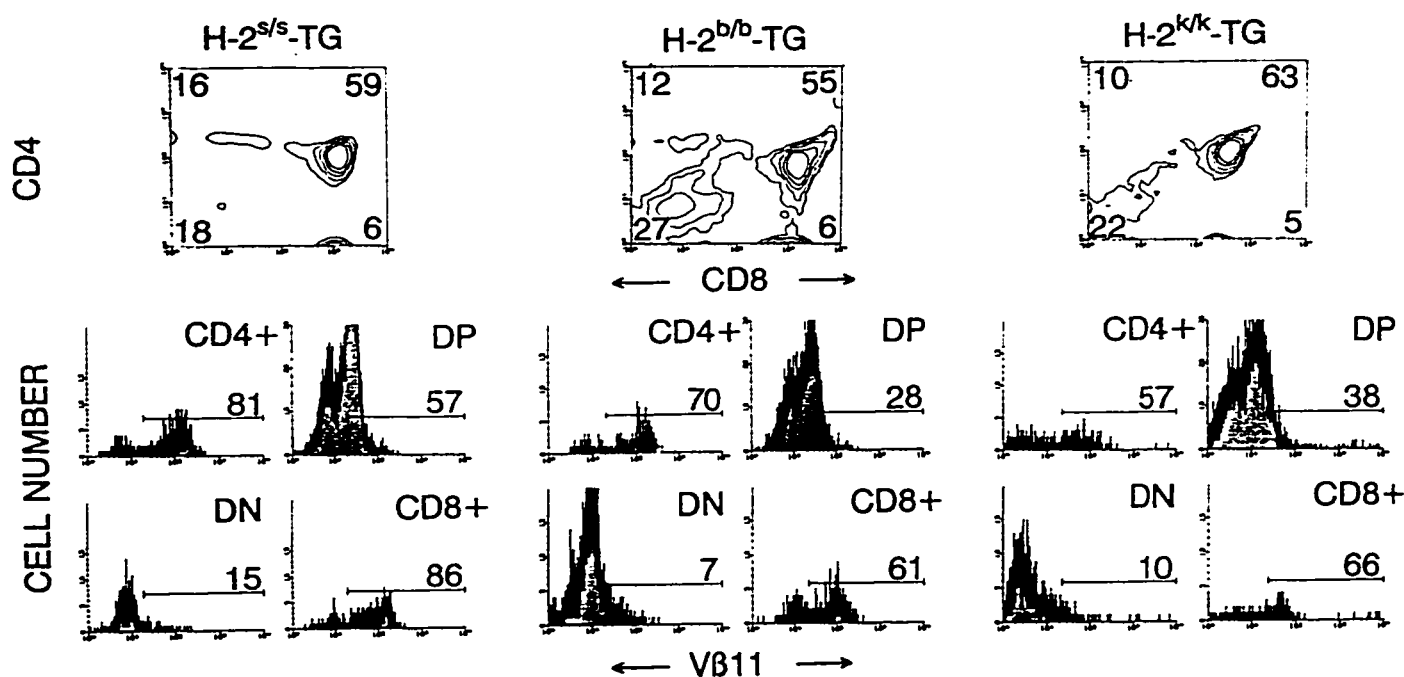 H-2s/s-TG H-2b/b-TG H-2k/k-TG
16 59 12 55 10 63
CD4
18 6 27 6 22 5
← CD8 →
CD4+ DP CD4+ DP CD4+ DP
81 57 70 28 57 38
CELL NUMBER
DN CD8+ DN CD8+ DN CD8+
15 86 7 61 10 66
← Vß11 →